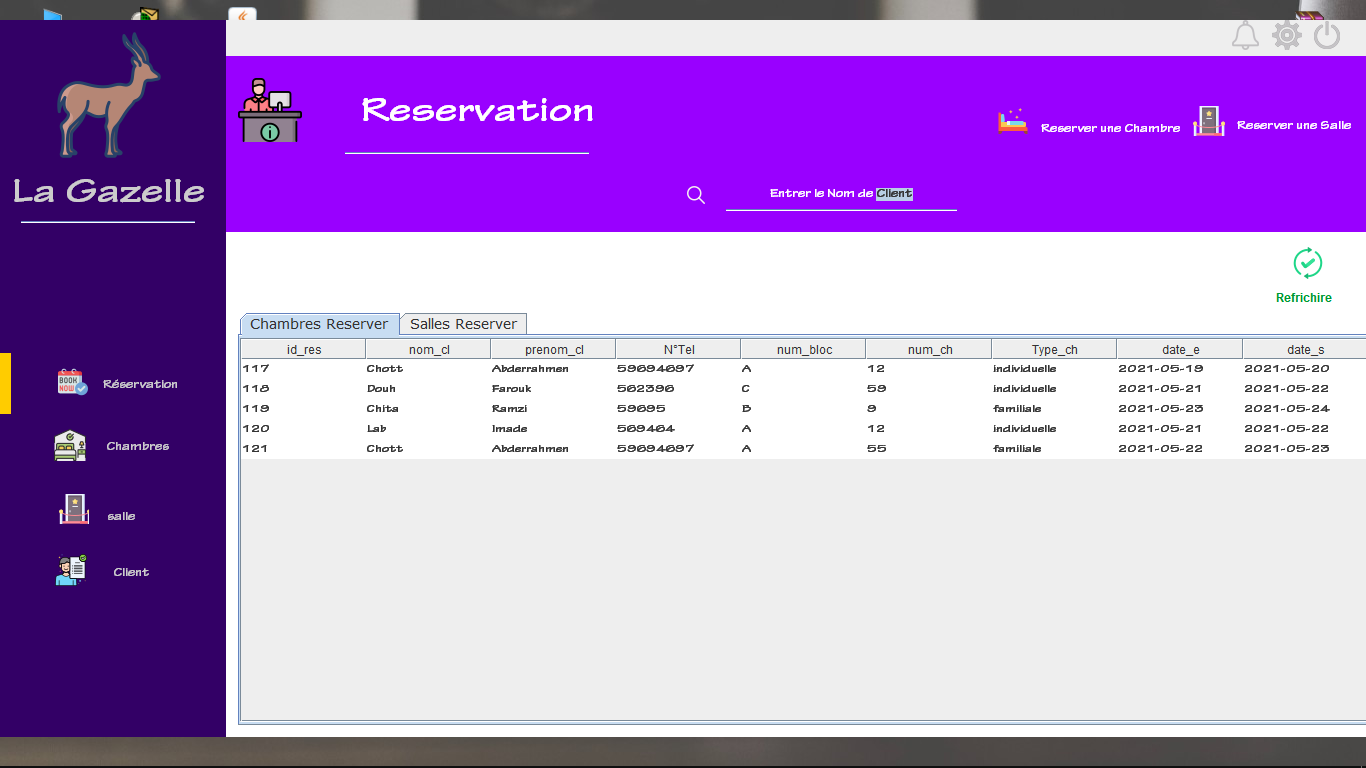 La Gazelle
Réservation
Chambres
salle
Client
BOOK NOW
Reservation
Reserver une Chambre
Reserver une Salle
Entrer le Nom de Client
Refrichire
Chambres Reserver Salles Reserver
id_res nom_cl prenom_cl N°Tel num_bloc num_ch Type_ch date_e date_s
117 Chott Abderrahmen 59694697 A 12 individuelle 2021-05-19 2021-05-20
118 Douh Farouk 562396 C 59 individuelle 2021-05-21 2021-05-22
119 Chita Ramzi 59695 B 9 familiale 2021-05-23 2021-05-24
120 Lab Imade 569464 A 12 individuelle 2021-05-21 2021-05-22
121 Chott Abderrahmen 59694697 A 55 familiale 2021-05-22 2021-05-23